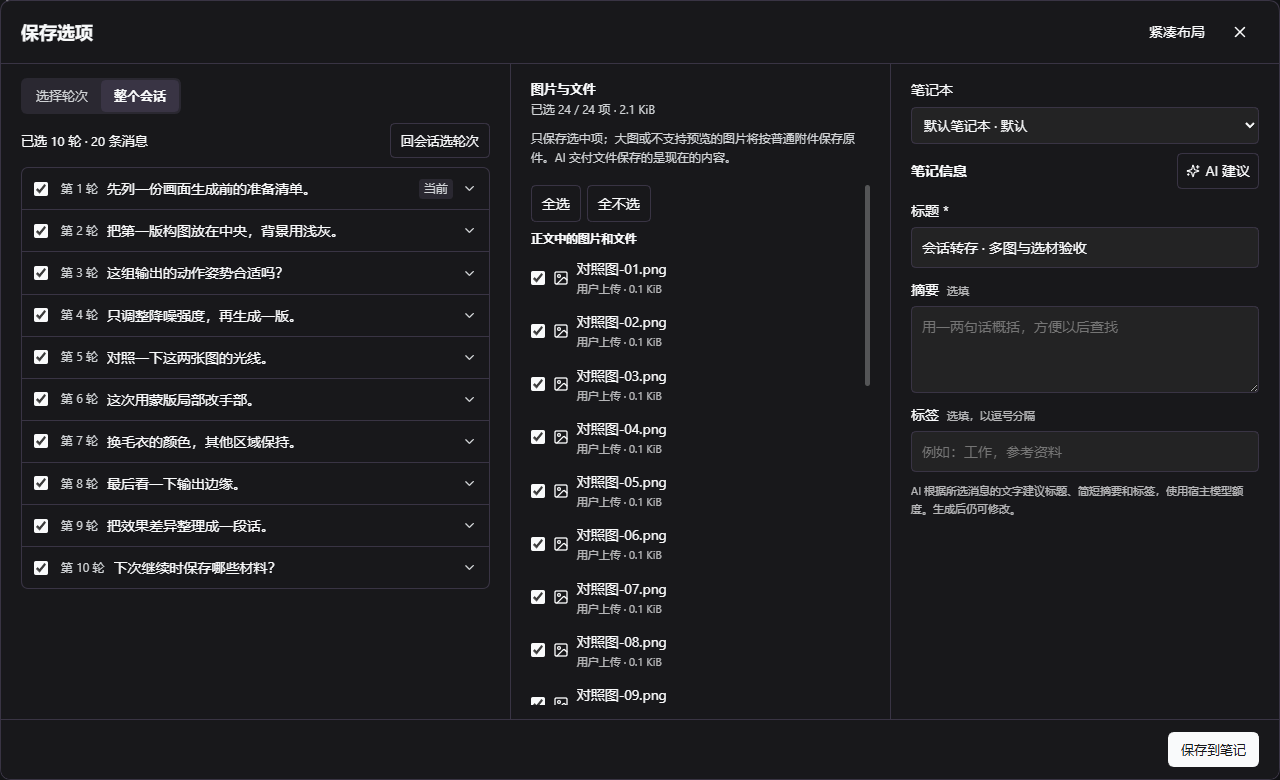 保存选项
紧凑布局
选择轮次
整个会话
已选 10 轮 · 20 条消息
回会话选轮次
第 1 轮 先列一份画面生成前的准备清单。
当前
第 2 轮 把第一版构图放在中央，背景用浅灰。
第 3 轮 这组输出的动作姿势合适吗？
第 4 轮 只调整降噪强度，再生成一版。
第 5 轮 对照一下这两张图的光线。
第 6 轮 这次用蒙版局部改手部。
第 7 轮 换毛衣的颜色，其他区域保持。
第 8 轮 最后看一下输出边缘。
第 9 轮 把效果差异整理成一段话。
第 10 轮 下次继续时保存哪些材料？
图片与文件
已选 24 / 24 项 · 2.1 KiB
只保存选中项；大图或不支持预览的图片将按普通附件保存原
件。AI 交付文件保存的是现在的内容。
全选
全不选
正文中的图片和文件
对照图-01.png
用户上传 · 0.1 KiB
对照图-02.png
用户上传 · 0.1 KiB
对照图-03.png
用户上传 · 0.1 KiB
对照图-04.png
用户上传 · 0.1 KiB
对照图-05.png
用户上传 · 0.1 KiB
对照图-06.png
用户上传 · 0.1 KiB
对照图-07.png
用户上传 · 0.1 KiB
对照图-08.png
用户上传 · 0.1 KiB
对照图-09.png
笔记本
默认笔记本 · 默认
笔记信息
AI 建议
标题 *
会话转存 · 多图与选材验收
摘要 选填
用一两句话概括，方便以后查找
标签 选填，以逗号分隔
例如：工作，参考资料
AI 根据所选消息的文字建议标题、简短摘要和标签，使用宿主模型额
度。生成后仍可修改。
保存到笔记